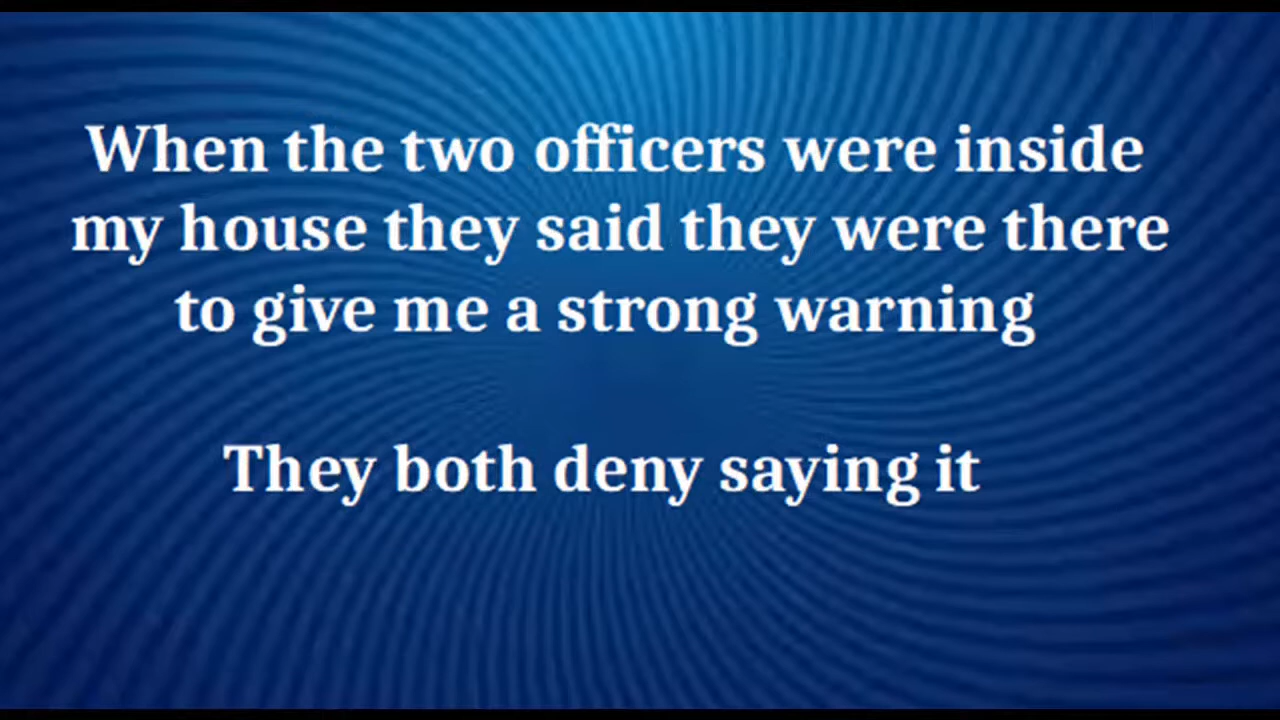 When the two officers were inside
my house they said they were there
to give me a strong warning
They both deny saying it